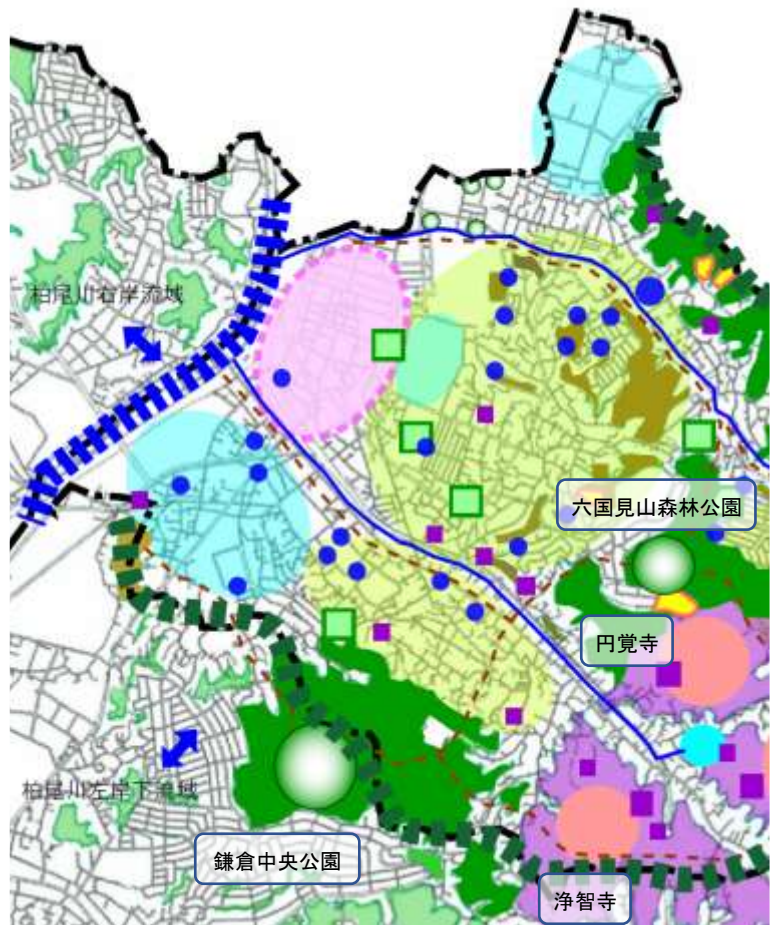 柏尾川右岸流域
六国見山森林公園
円覚寺
柏尾川左岸下流域
鎌倉中央公園
浄智寺